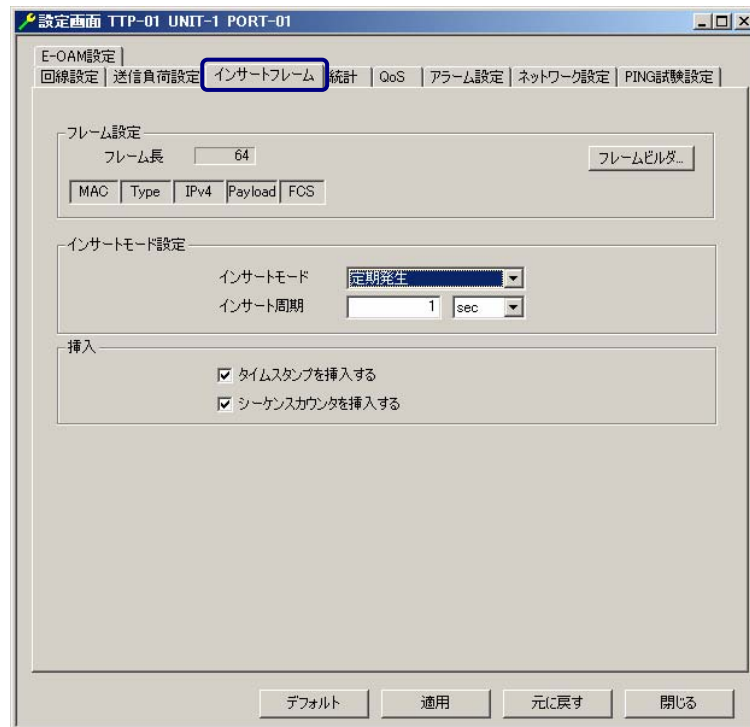 設定画面 TTP-01 UNIT-1 PORT-01
E-OAM設定
回線設定 送信負荷設定 インサートフレーム 統計 QoS アラーム設定 ネットワーク設定 PING試験設定
フレーム設定
フレーム長 64 フレームビルダ...
MAC Type IPv4 Payload FCS
インサートモード設定
インサートモード 定期発生
インサート周期 1 sec
挿入
タイムスタンプを挿入する
シーケンスカウンタを挿入する
デフォルト 適用 元に戻す 閉じる